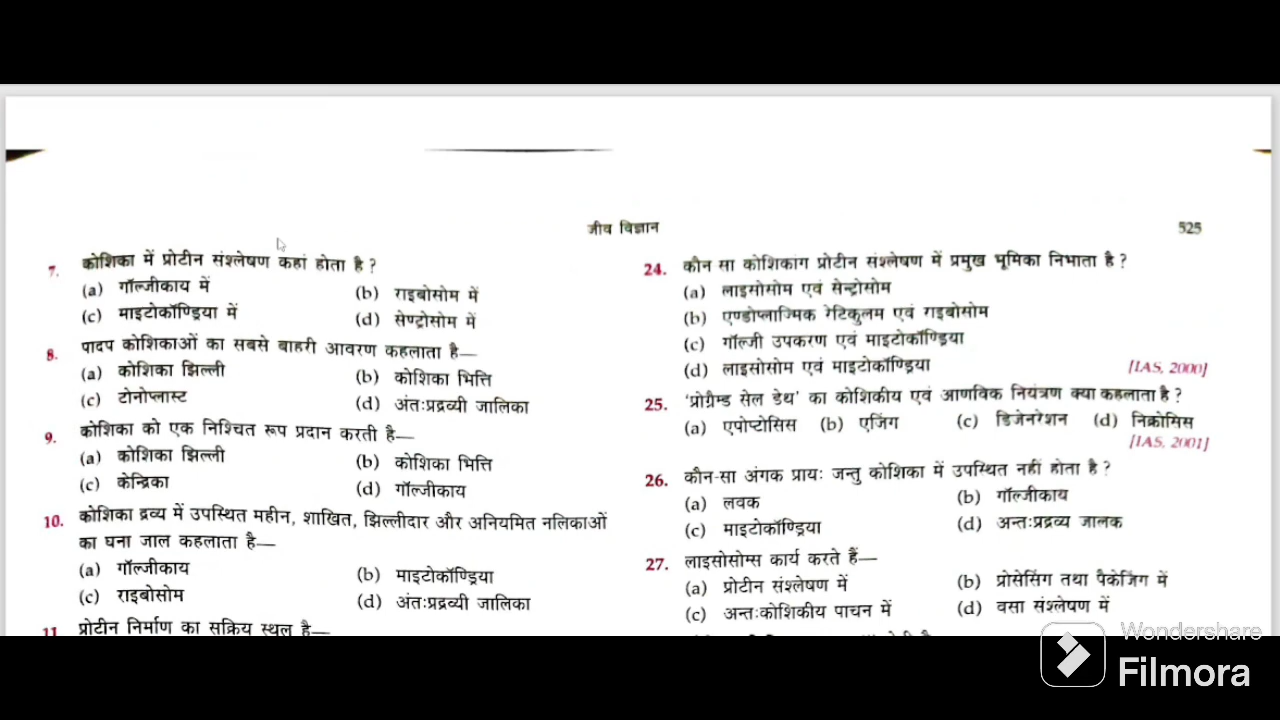 जीव विज्ञान
525
7. कोशिका में प्रोटीन संश्लेषण कहां होता है ?
(a) गॉल्जीकाय में (b) राइबोसोम में
(c) माइटोकॉण्ड्रिया में (d) सेण्ट्रोसोम में
8. पादप कोशिकाओं का सबसे बाहरी आवरण कहलाता है—
(a) कोशिका झिल्ली (b) कोशिका भित्ति
(c) टोनोप्लास्ट (d) अंतःप्रद्रव्यी जालिका
9. कोशिका को एक निश्चित रूप प्रदान करती है—
(a) कोशिका झिल्ली (b) कोशिका भित्ति
(c) केन्द्रिका (d) गॉल्जीकाय
10. कोशिका द्रव्य में उपस्थित महीन, शाखित, झिल्लीदार और अनियमित नलिकाओं
का घना जाल कहलाता है—
(a) गॉल्जीकाय (b) माइटोकॉण्ड्रिया
(c) राइबोसोम (d) अंतःप्रद्रव्यी जालिका
11. प्रोटीन निर्माण का सक्रिय स्थल है—
24. कौन सा कोशिकांग प्रोटीन संश्लेषण में प्रमुख भूमिका निभाता है ?
(a) लाइसोसोम एवं सेन्ट्रोसोम
(b) एण्डोप्लाज्मिक रेटिकुलम एवं राइबोसोम
(c) गॉल्जी उपकरण एवं माइटोकॉण्ड्रिया
(d) लाइसोसोम एवं माइटोकॉण्ड्रिया [IAS, 2000]
25. 'प्रोग्रैम्ड सेल डेथ' का कोशिकीय एवं आणविक नियंत्रण क्या कहलाता है ?
(a) एपोप्टोसिस (b) एजिंग (c) डिजेनरेशन (d) निक्रोसिस
[IAS, 2001]
26. कौन-सा अंगक प्रायः जन्तु कोशिका में उपस्थित नहीं होता है ?
(a) लवक (b) गॉल्जीकाय
(c) माइटोकॉण्ड्रिया (d) अन्तःप्रद्रव्य जालक
27. लाइसोसोम्स कार्य करते हैं—
(a) प्रोटीन संश्लेषण में (b) प्रोसेसिंग तथा पैकेजिंग में
(c) अन्तःकोशिकीय पाचन में (d) वसा संश्लेषण में
Wondershare
Filmora